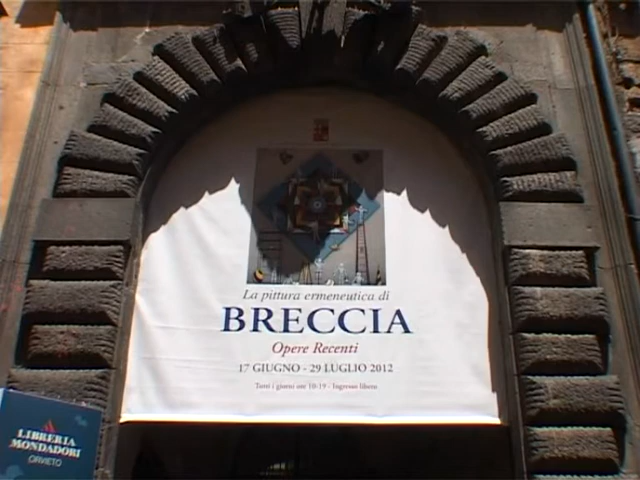 La pittura ermeneutica di
BRECCIA
Opere Recenti
17 GIUGNO - 29 LUGLIO 2012
Tutti i giorni ore 10-19 - Ingresso libero
LIBRERIA
MONDADORI
ORVIETO